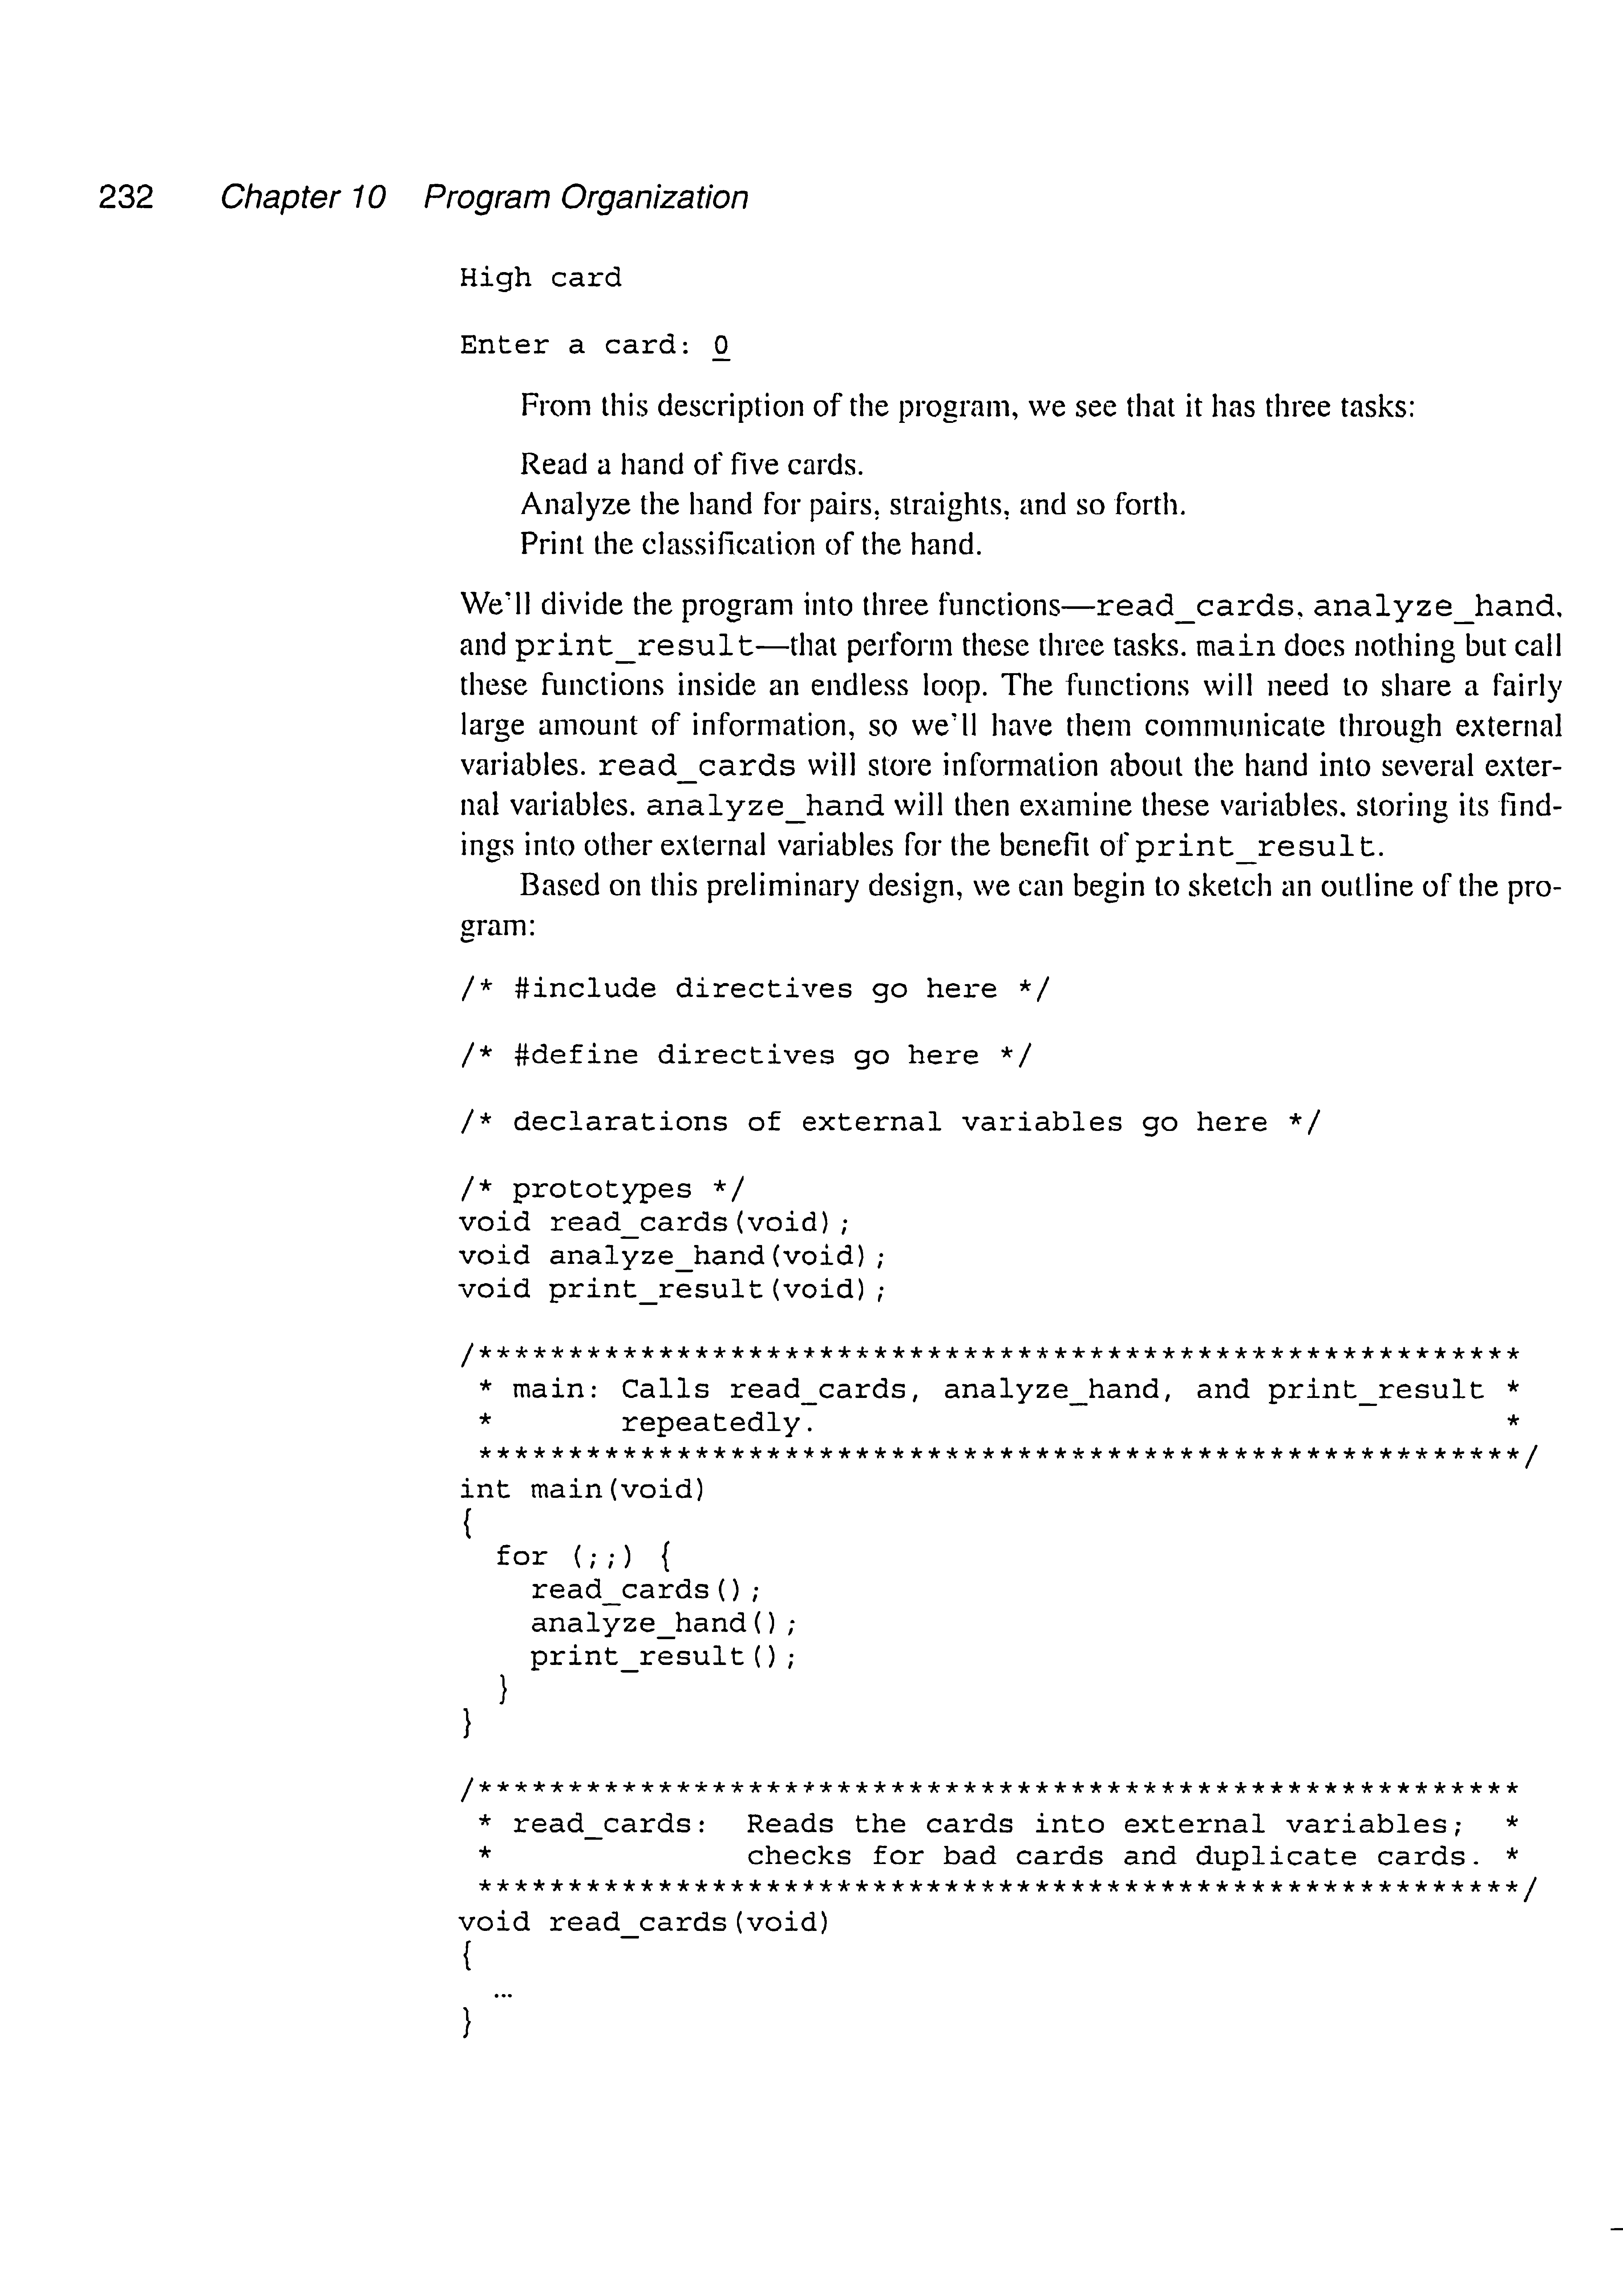 232 Chapter 10 Program Organization
High card
Enter a card: 0
From this description of the program, we see that it has three tasks:
Read a hand of five cards.
Analyze the hand for pairs, straights, and so forth.
Print the classification of the hand.
We'll divide the program into three functions—read_cards, analyze_hand,
and print_result—that perform these three tasks. main does nothing but call
these functions inside an endless loop. The functions will need to share a fairly
large amount of information, so we'll have them communicate through external
variables. read_cards will store information about the hand into several exter-
nal variables. analyze_hand will then examine these variables, storing its find-
ings into other external variables for the benefit of print_result.
Based on this preliminary design, we can begin to sketch an outline of the pro-
gram:
/* #include directives go here */
/* #define directives go here */
/* declarations of external variables go here */
/* prototypes */
void read_cards(void);
void analyze_hand(void);
void print_result(void);
/**********************************************************
 * main: Calls read_cards, analyze_hand, and print_result *
 *       repeatedly.                                      *
 **********************************************************/
int main(void)
{
  for (;;) {
    read_cards();
    analyze_hand();
    print_result();
  }
}
/**********************************************************
 * read_cards:  Reads the cards into external variables;  *
 *              checks for bad cards and duplicate cards. *
 **********************************************************/
void read_cards(void)
{
  …
}